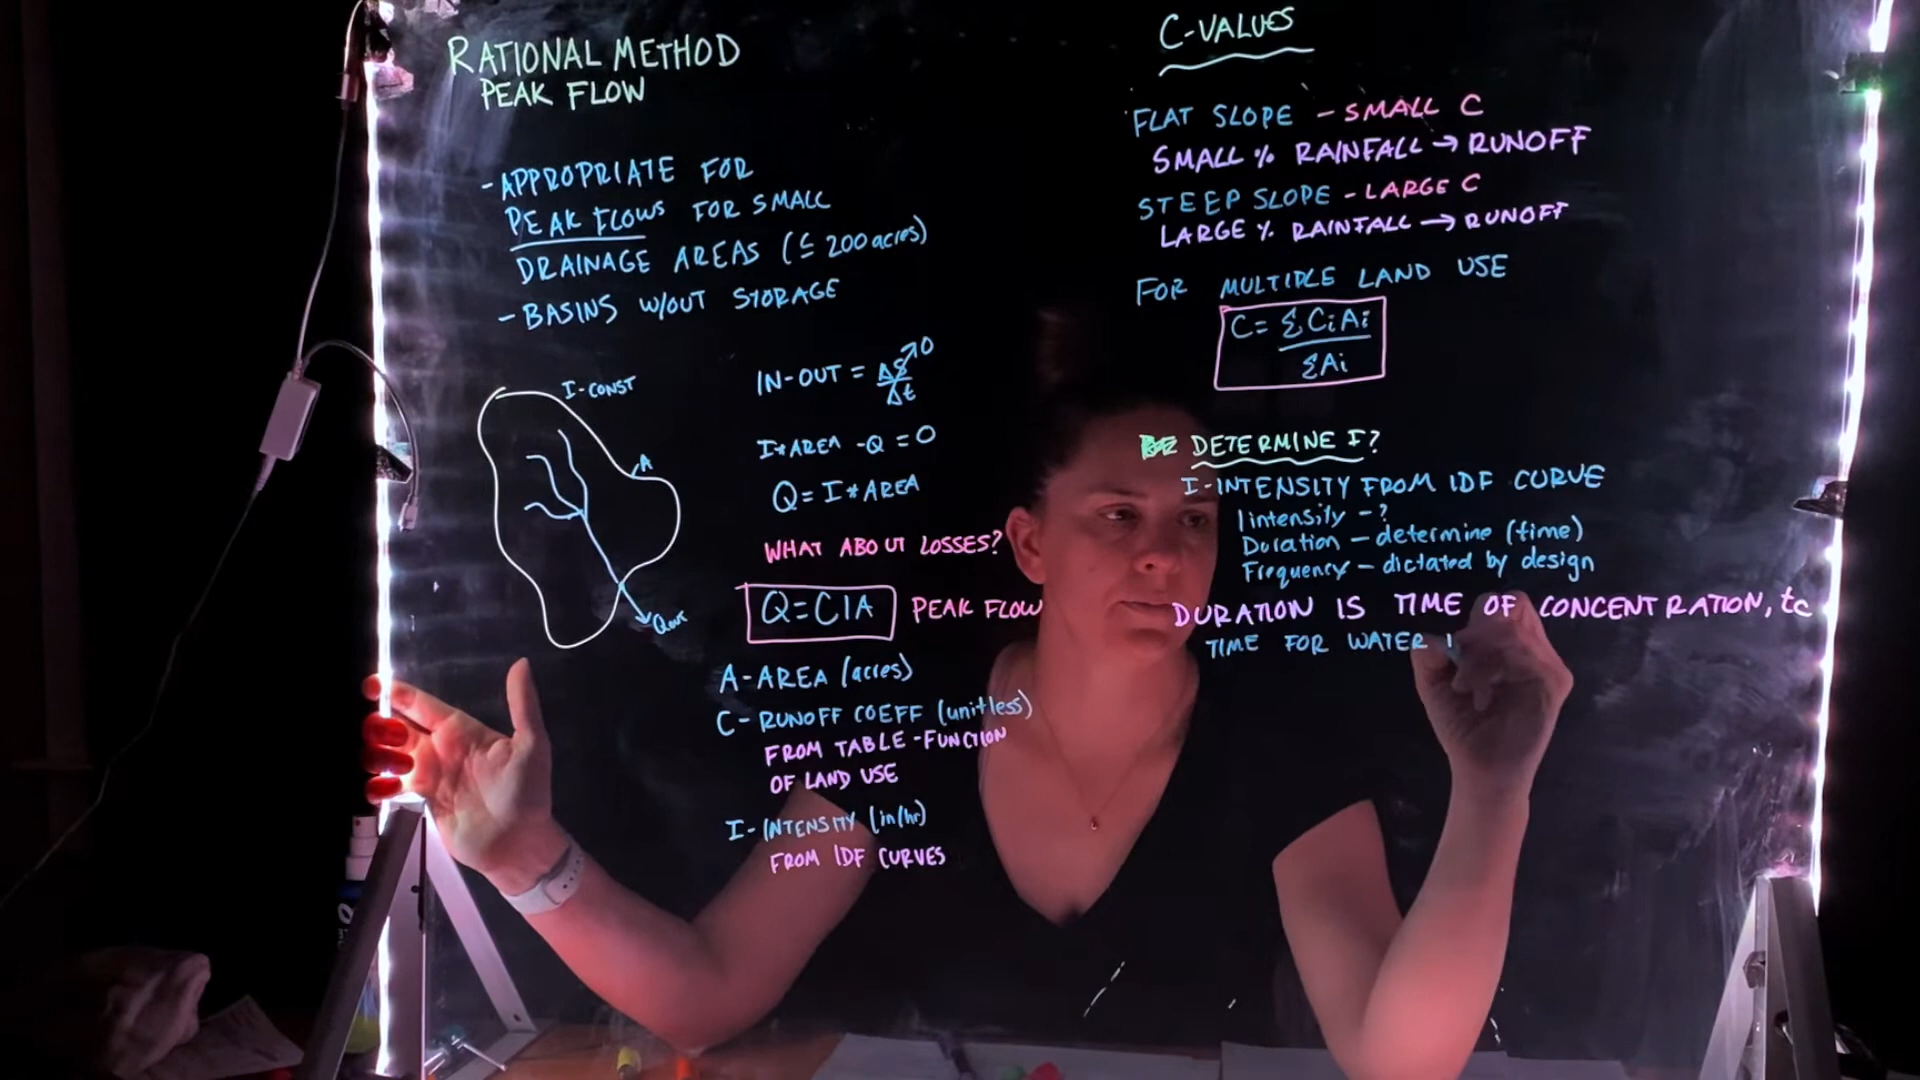 RATIONAL METHOD
PEAK FLOW
-APPROPRIATE FOR
PEAK FLOWS FOR SMALL
DRAINAGE AREAS (≤ 200 acres)
- BASINS W/OUT STORAGE
I-CONST
A
Qout
IN-OUT = ΔS/Δt ↗0
I*AREA -Q = 0
Q=I*AREA
WHAT ABOUT LOSSES?
Q=CIA PEAK FLOW
A-AREA (acres)
C- RUNOFF COEFF (unitless)
FROM TABLE-FUNCTION
OF LAND USE
I-INTENSITY (in/hr)
FROM IDF CURVES
C-VALUES
FLAT SLOPE - SMALL C
SMALL % RAINFALL → RUNOFF
STEEP SLOPE - LARGE C
LARGE % RAINFALL → RUNOFF
FOR MULTIPLE LAND USE
C= ΣCiAi / ΣAi
DETERMINE I?
I-INTENSITY FROM IDF CURVE
Intensity -?
Duration - determine (time)
Frequency - dictated by design
DURATION IS TIME OF CONCENTRATION, tc
TIME FOR WATER